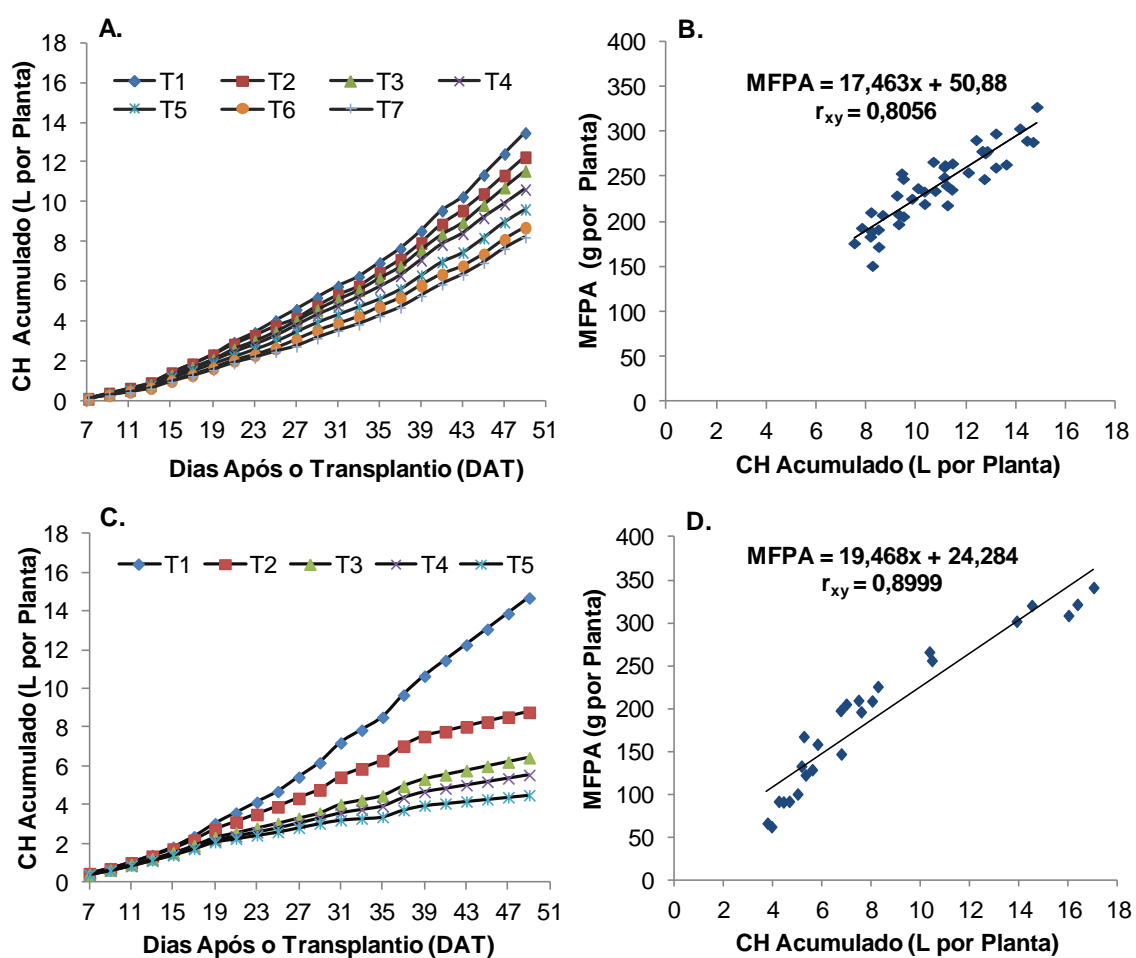 A.
CH Acumulado (L por Planta)
18
16
14
12
10
8
6
4
2
0
T1 T2 T3 T4
T5 T6 T7
7 11 15 19 23 27 31 35 39 43 47 51
Dias Após o Transplantio (DAT)
B.
MFPA (g por Planta)
400
350
300
250
200
150
100
50
0
MFPA = 17,463x + 50,88
rxy = 0,8056
0 2 4 6 8 10 12 14 16 18
CH Acumulado (L por Planta)
C.
CH Acumulado (L por Planta)
18
16
14
12
10
8
6
4
2
0
T1 T2 T3 T4 T5
7 11 15 19 23 27 31 35 39 43 47 51
Dias Após o Transplantio (DAT)
D.
MFPA (g por Planta)
400
350
300
250
200
150
100
50
0
MFPA = 19,468x + 24,284
rxy = 0,8999
0 2 4 6 8 10 12 14 16 18
CH Acumulado (L por Planta)